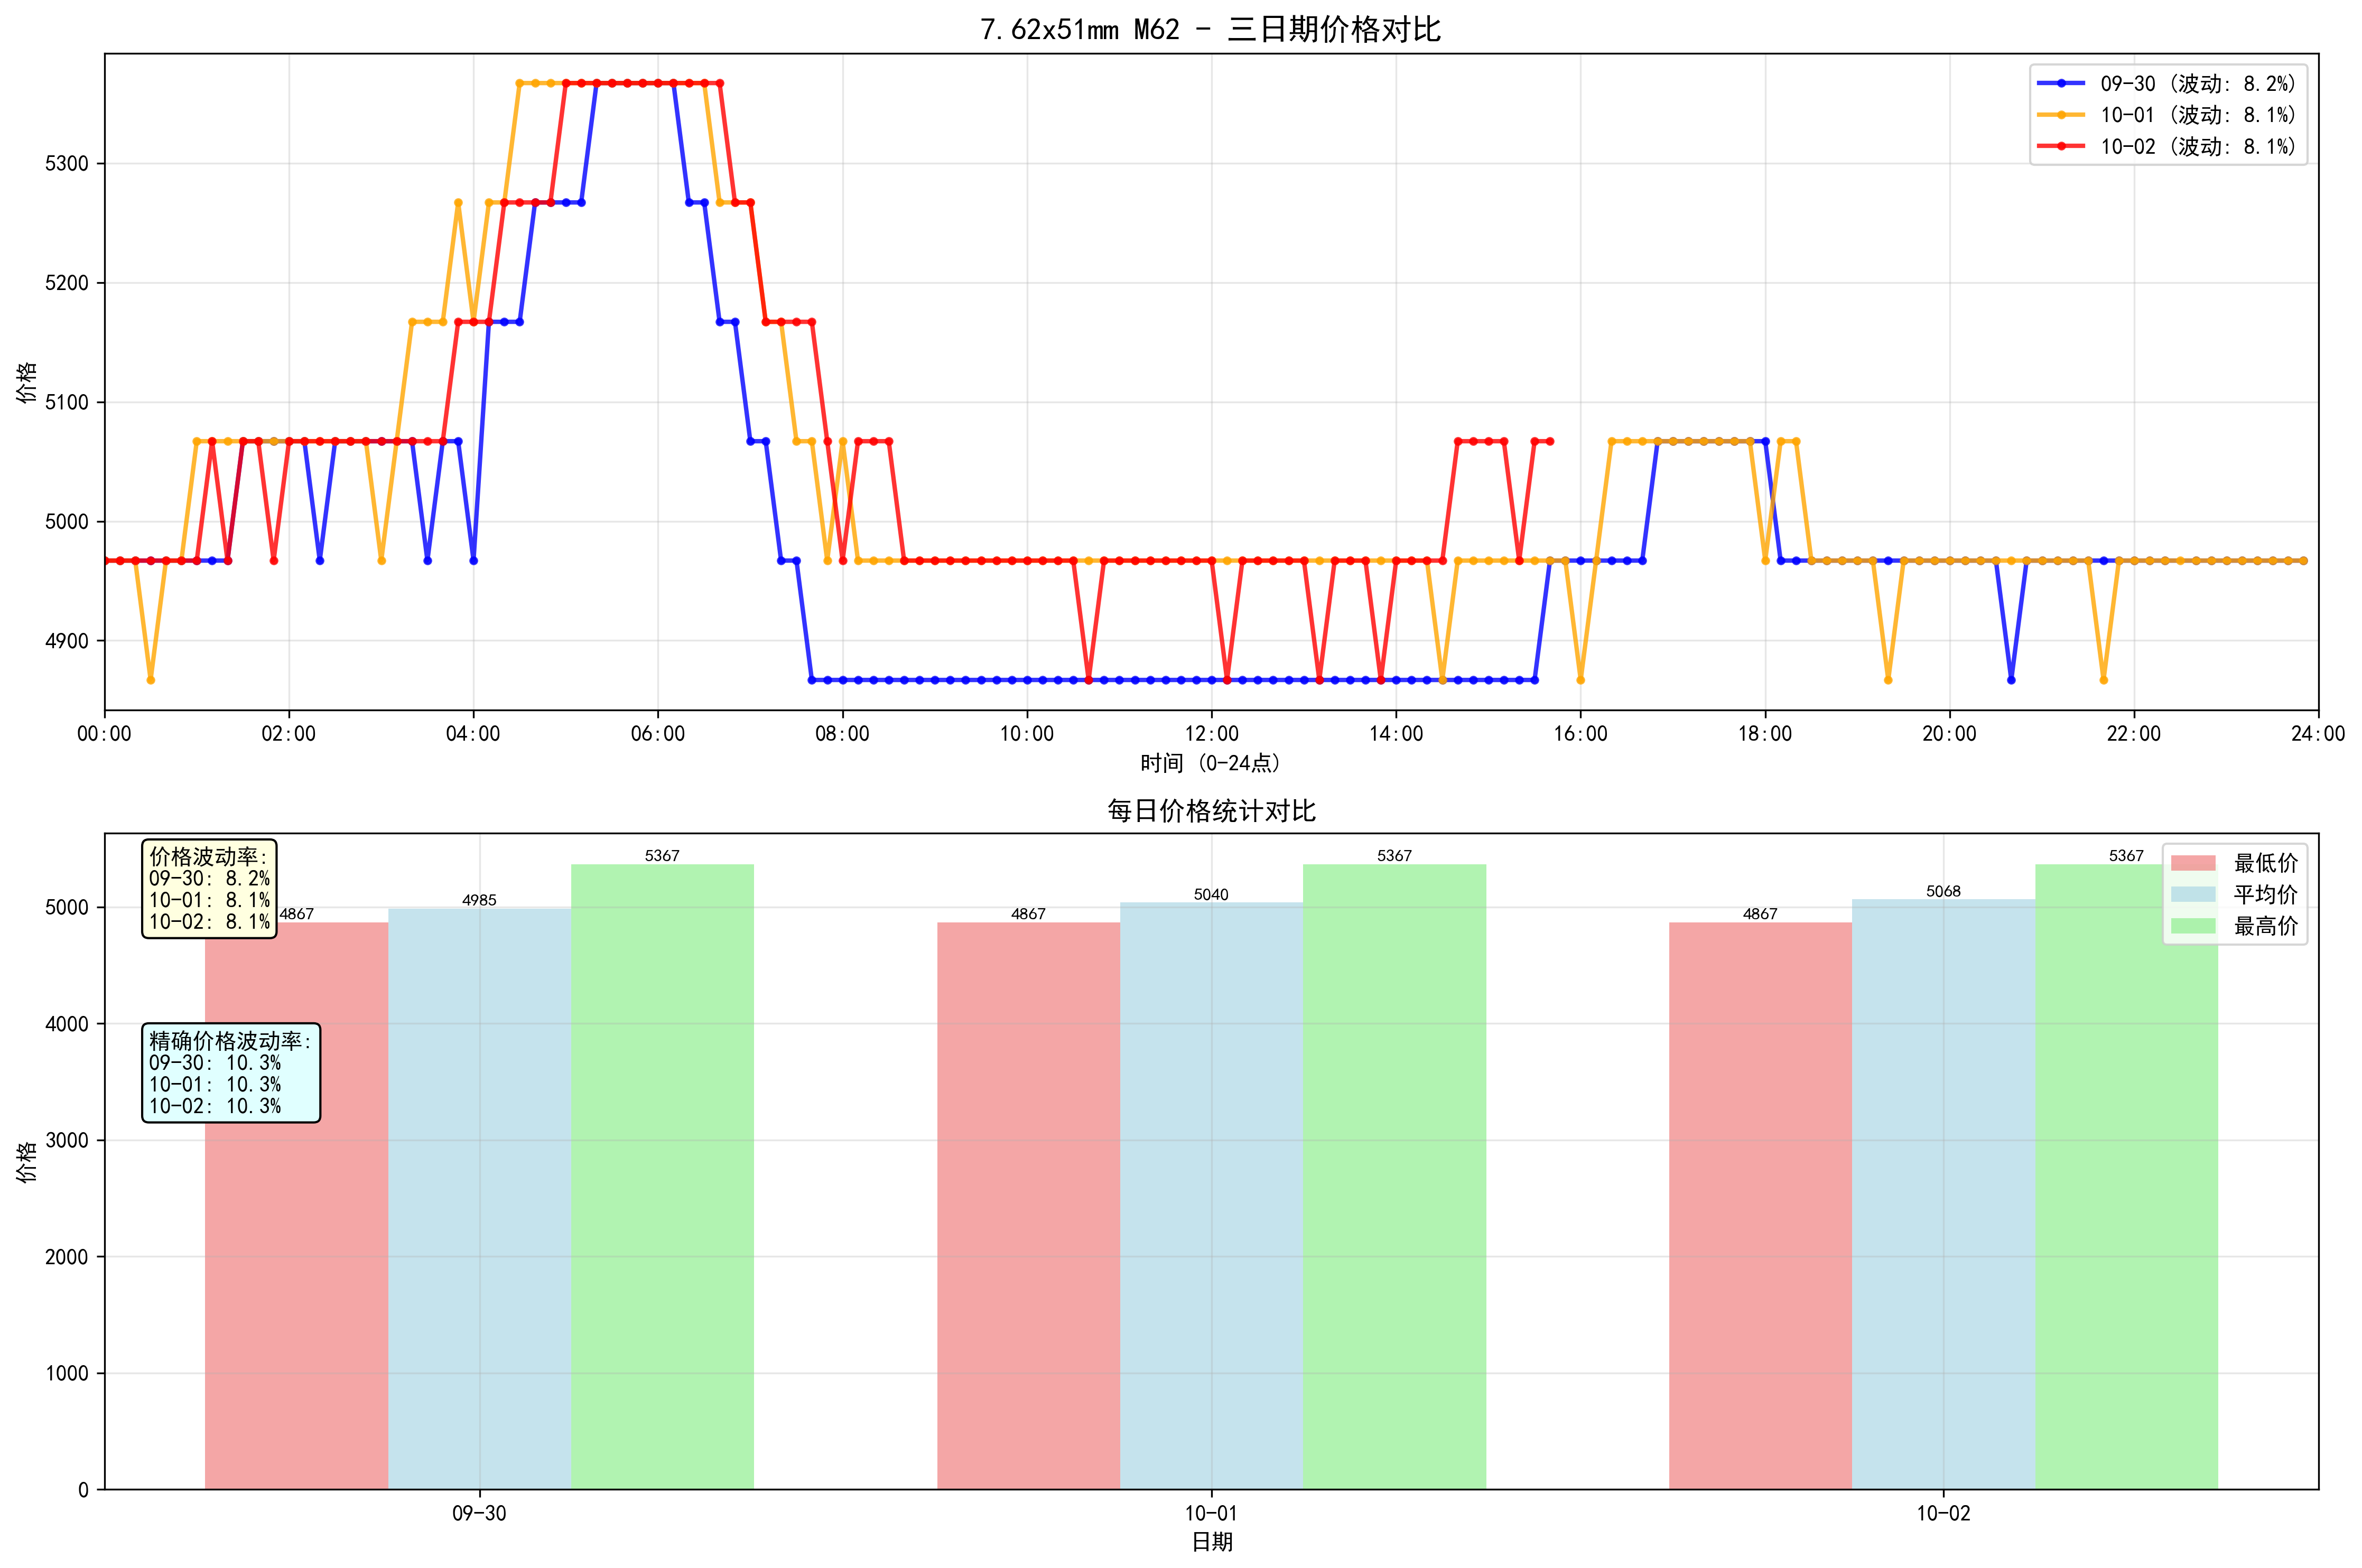 7.62x51mm M62 - 三日期价格对比
09-30 (波动: 8.2%)
10-01 (波动: 8.1%)
10-02 (波动: 8.1%)
价格
5300
5200
5100
5000
4900
00:00 02:00 04:00 06:00 08:00 10:00 12:00 14:00 16:00 18:00 20:00 22:00 24:00
时间 (0-24点)
每日价格统计对比
价格波动率:
09-30: 8.2%
10-01: 8.1%
10-02: 8.1%
精确价格波动率:
09-30: 10.3%
10-01: 10.3%
10-02: 10.3%
最低价
平均价
最高价
4867 4985 5367 4867 5040 5367 4867 5068 5367
价格
5000
4000
3000
2000
1000
0
09-30 10-01 10-02
日期